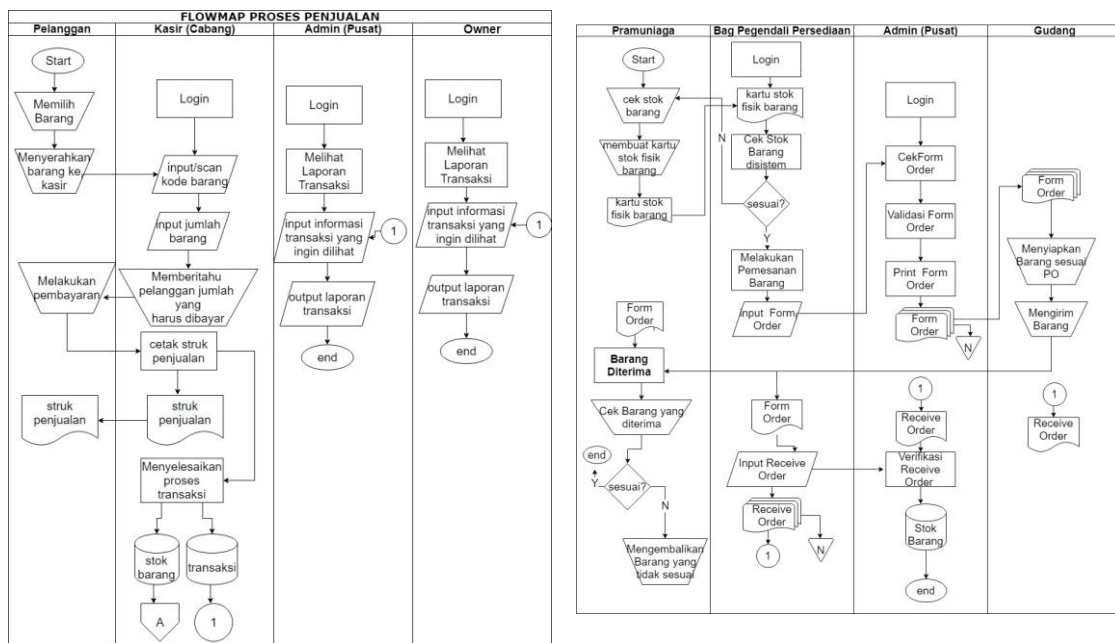 FLOWMAP PROSES PENJUALAN
Pelanggan
Kasir (Cabang)
Admin (Pusat)
Owner
Start
Memilih
Barang
Menyerahkan
barang ke
kasir
Melakukan
pembayaran
struk
penjualan
Login
input/scan
kode barang
input jumlah
barang
Memberitahu
pelanggan jumlah
yang
harus dibayar
cetak struk
penjualan
struk
penjualan
Menyelesaikan
proses
transaksi
stok
barang
transaksi
A
1
Login
Melihat
Laporan
Transaksi
input informasi
transaksi yang
ingin dilihat
1
output laporan
transaksi
end
Login
Melihat
Laporan
Transaksi
input informasi
transaksi yang
ingin dilihat
1
output laporan
transaksi
end
Pramuniaga
Bag Pegendali Persediaan
Admin (Pusat)
Gudang
Start
cek stok
barang
membuat kartu
stok fisik
barang
kartu stok
fisik barang
Form
Order
Barang
Diterima
Cek Barang yang
diterima
end
Y
sesuai?
N
Mengembalikan
Barang yang
tidak sesuai
Login
kartu stok
fisik barang
N
Cek Stok
Barang
disistem
sesuai?
Y
Melakukan
Pemesanan
Barang
input Form
Order
Form
Order
Input Receive
Order
Receive
Order
1
N
Login
CekForm
Order
Validasi Form
Order
Print Form
Order
Form
Order
N
1
Receive
Order
Verifikasi
Receive
Order
Stok
Barang
end
Form
Order
Menyiapkan
Barang sesuai
PO
Mengirim
Barang
1
Receive
Order